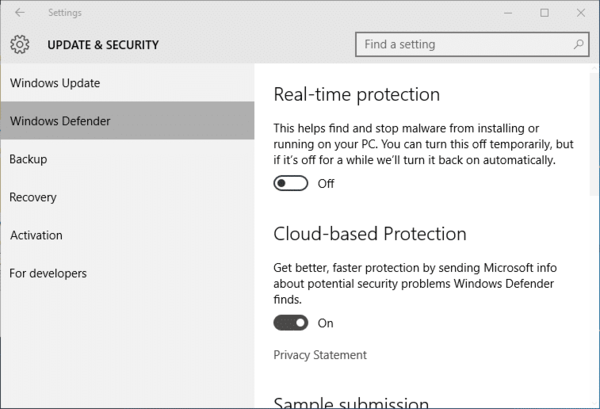 Settings
UPDATE & SECURITY
Find a setting
Windows Update
Windows Defender
Backup
Recovery
Activation
For developers
Real-time protection
This helps find and stop malware from installing or
running on your PC. You can turn this off temporarily, but
if it's off for a while we'll turn it back on automatically.
Off
Cloud-based Protection
Get better, faster protection by sending Microsoft info
about potential security problems Windows Defender
finds.
On
Privacy Statement
Sample submission